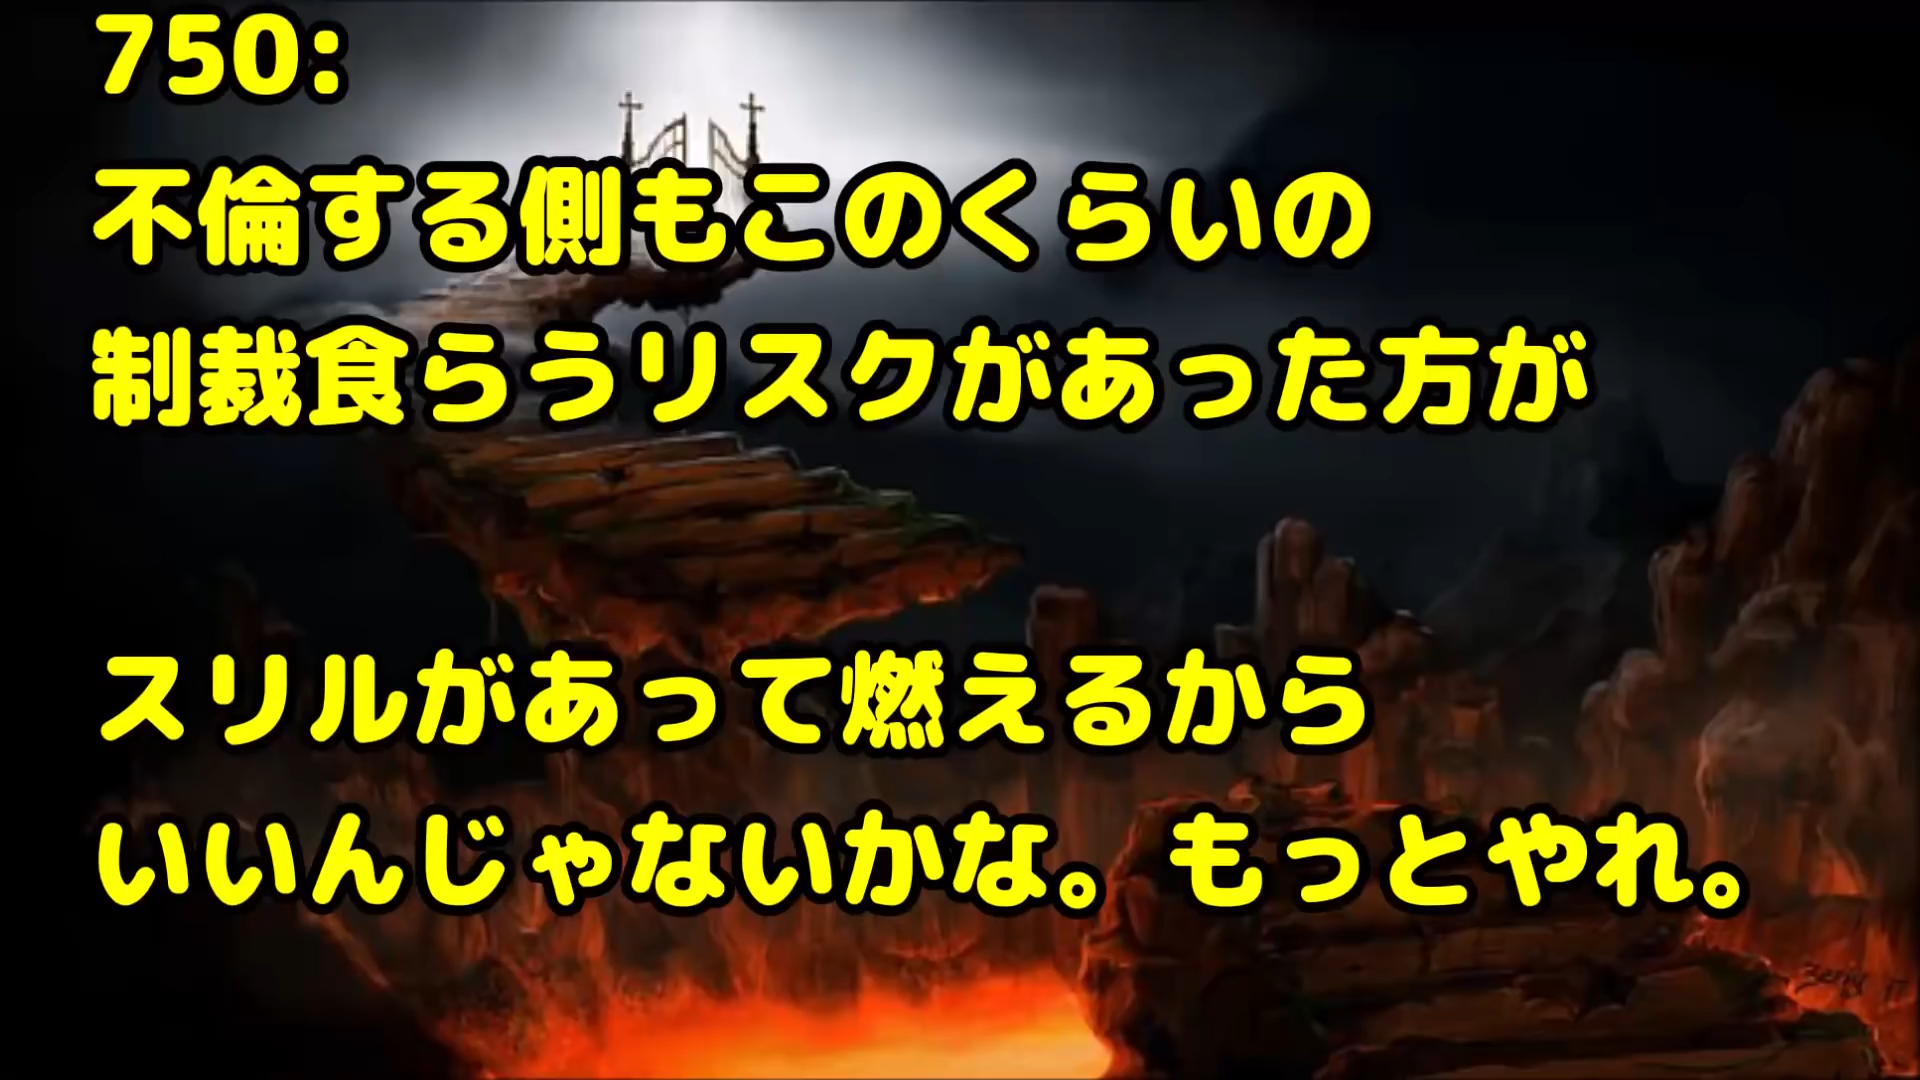 750:
不倫する側もこのくらいの
制裁食らうリスクがあった方が
スリルがあって燃えるから
いいんじゃないかな。もっとやれ。